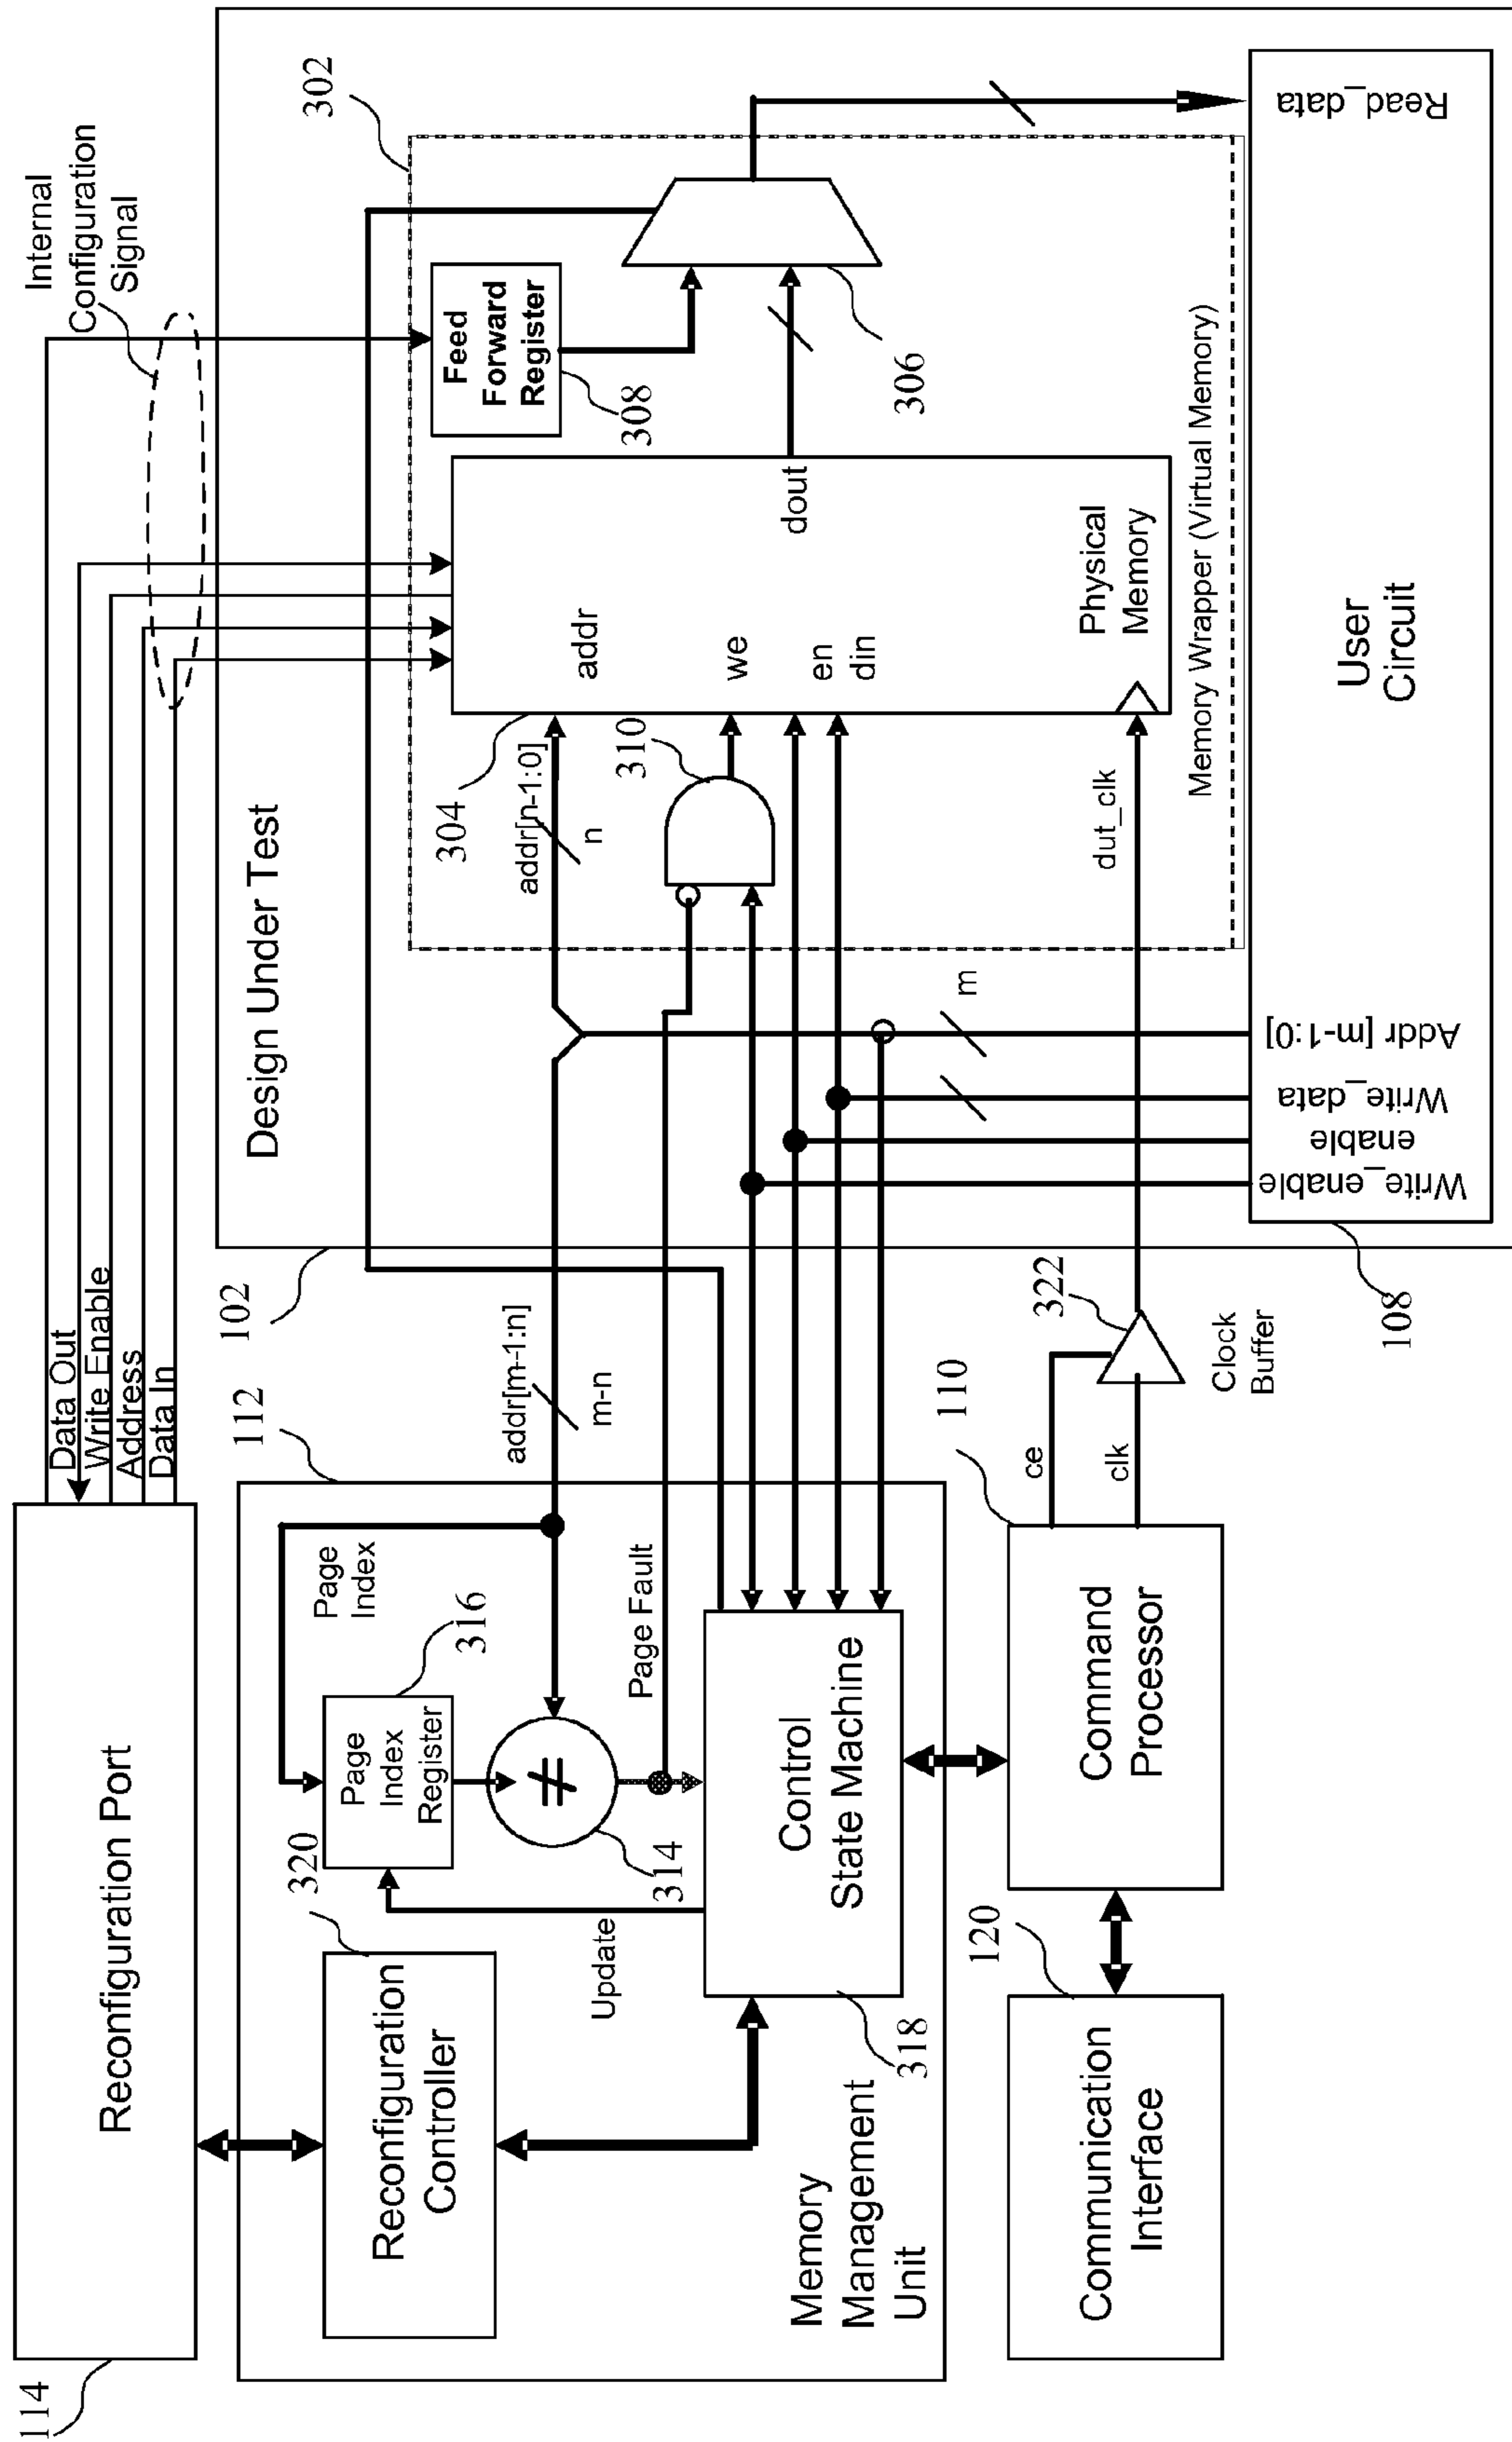 114
Reconfiguration Port
Data Out
Write Enable
Address
Data In
Internal
Configuration
Signal
112
102
Design Under Test
302
320
Reconfiguration
Controller
Page
Index
Register
316
Page
Index
addr[m-1:n]
m-n
addr[n-1:0]
n
304
Feed
Forward
Register
308
306
≠
314
Page Fault
Update
310
addr
we
en
din
dout
Physical
Memory
Memory Wrapper (Virtual Memory)
Control
State Machine
318
Memory
Management
Unit
120
Communication
Interface
110
Command
Processor
ce
clk
322
Clock
Buffer
dut_clk
m
108
Write_enable
enable
Write_data
Addr [m-1:0]
Read_data
User
Circuit